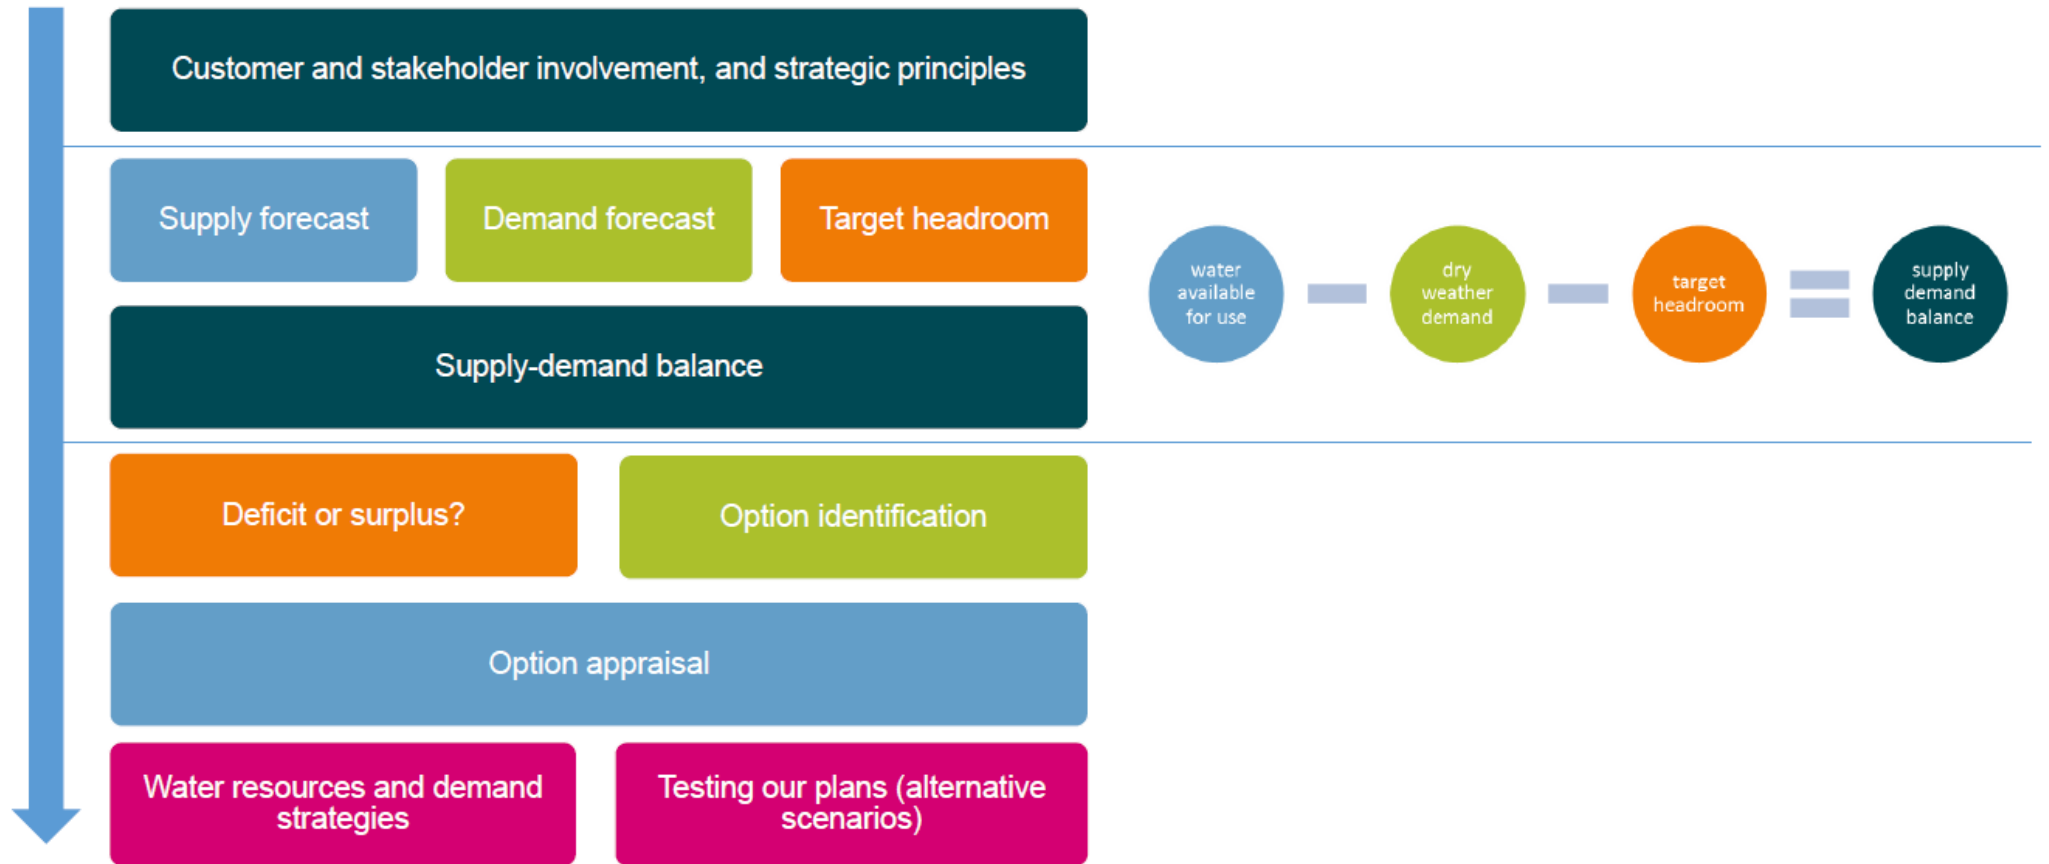 Customer and stakeholder involvement, and strategic principles
Supply forecast
Demand forecast
Target headroom
water
available
for use
dry
weather
demand
target
headroom
supply
demand
balance
Supply-demand balance
Deficit or surplus?
Option identification
Option appraisal
Water resources and demand
strategies
Testing our plans (alternative
scenarios)